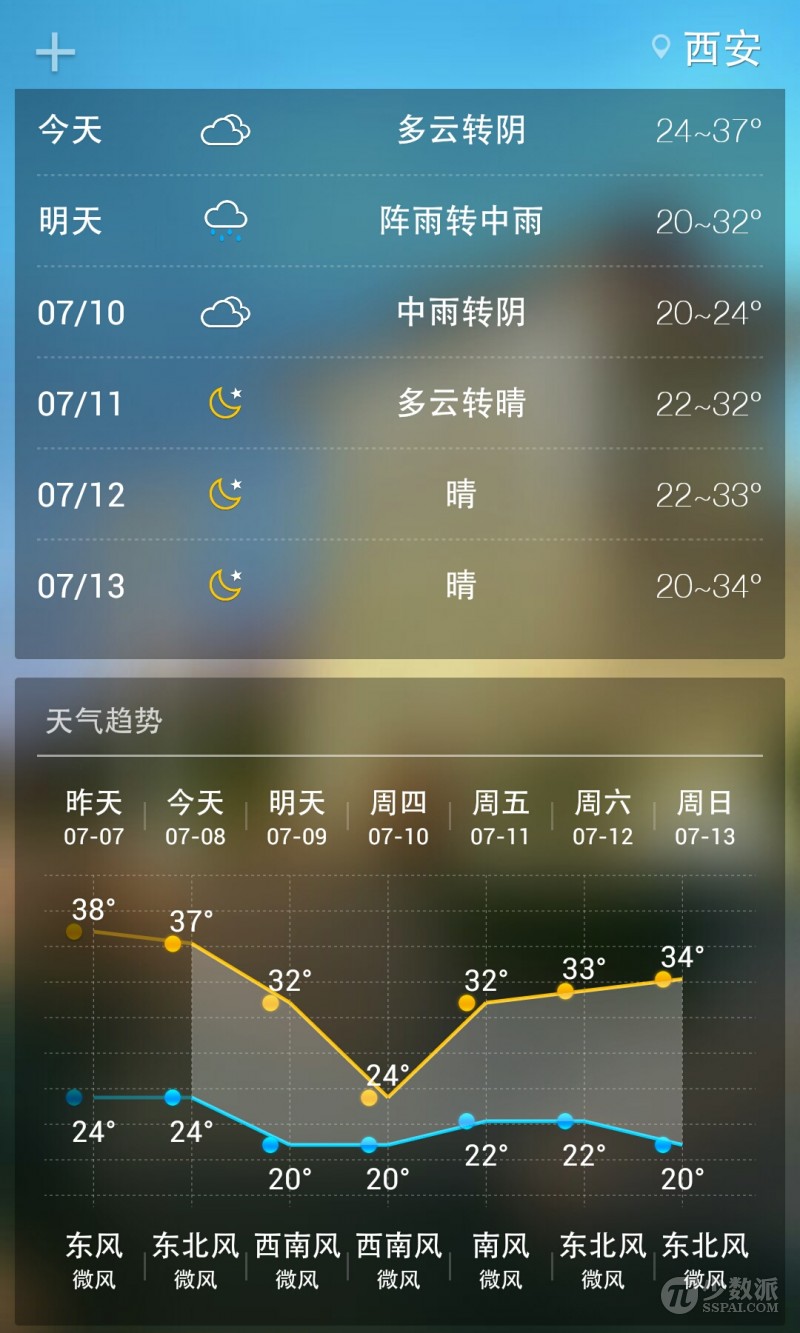 西安
今天 多云转阴 24~37°
明天 阵雨转中雨 20~32°
07/10 中雨转阴 20~24°
07/11 多云转晴 22~32°
07/12 晴 22~33°
07/13 晴 20~34°
天气趋势
昨天 今天 明天 周四 周五 周六 周日
07-07 07-08 07-09 07-10 07-11 07-12 07-13
38° 37° 32° 24° 32° 33° 34°
24° 24° 20° 20° 22° 22° 20°
东风 东北风 西南风 西南风 南风 东北风 东北风
微风 微风 微风 微风 微风 微风 微风
少数派
SSPAI.COM